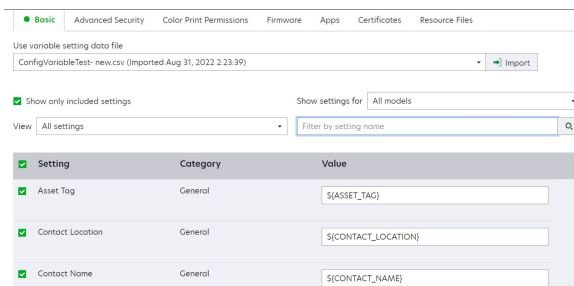 Basic Advanced Security Color Print Permissions Firmware Apps Certificates Resource Files
Use variable setting data file
ConfigVariableTest- new.csv (Imported Aug 31, 2022 2:23:39) Import
Show only included settings Show settings for All models
View All settings Filter by setting name
Setting Category Value
Asset Tag General ${ASSET_TAG}
Contact Location General ${CONTACT_LOCATION}
Contact Name General ${CONTACT_NAME}